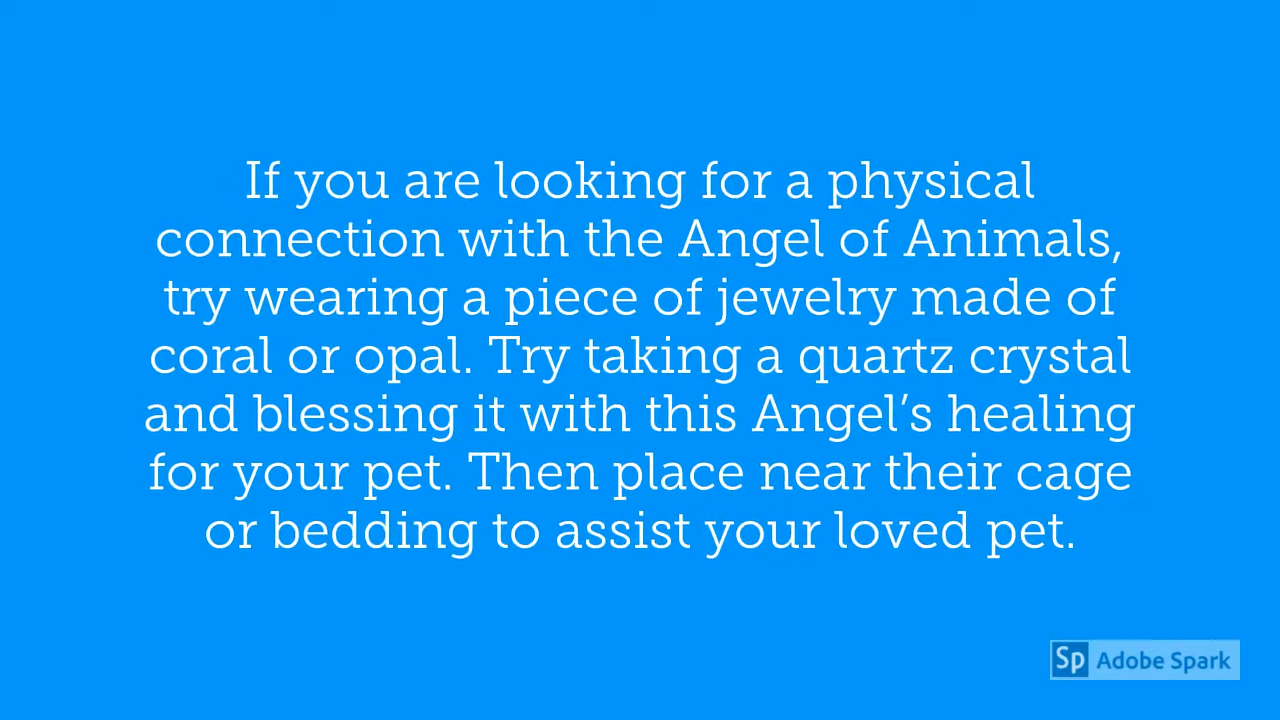 If you are looking for a physical
connection with the Angel of Animals,
try wearing a piece of jewelry made of
coral or opal. Try taking a quartz crystal
and blessing it with this Angel’s healing
for your pet. Then place near their cage
or bedding to assist your loved pet.
Sp Adobe Spark